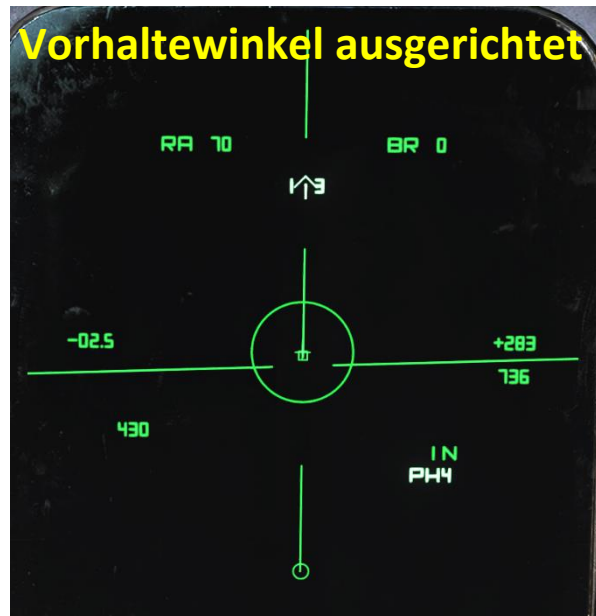 Vorhaltewinkel ausgerichtet
RA 70
BR 0
-02.5
+283
736
430
IN
PH4